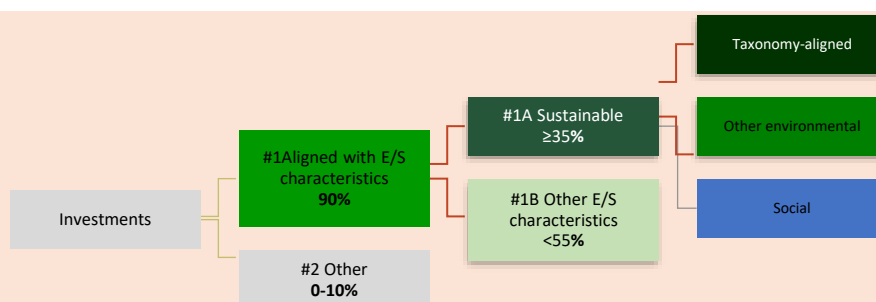 Investments
#1Aligned with E/S
characteristics
90%
#2 Other
0-10%
#1A Sustainable
≥35%
#1B Other E/S
characteristics
<55%
Taxonomy-aligned
Other environmental
Social